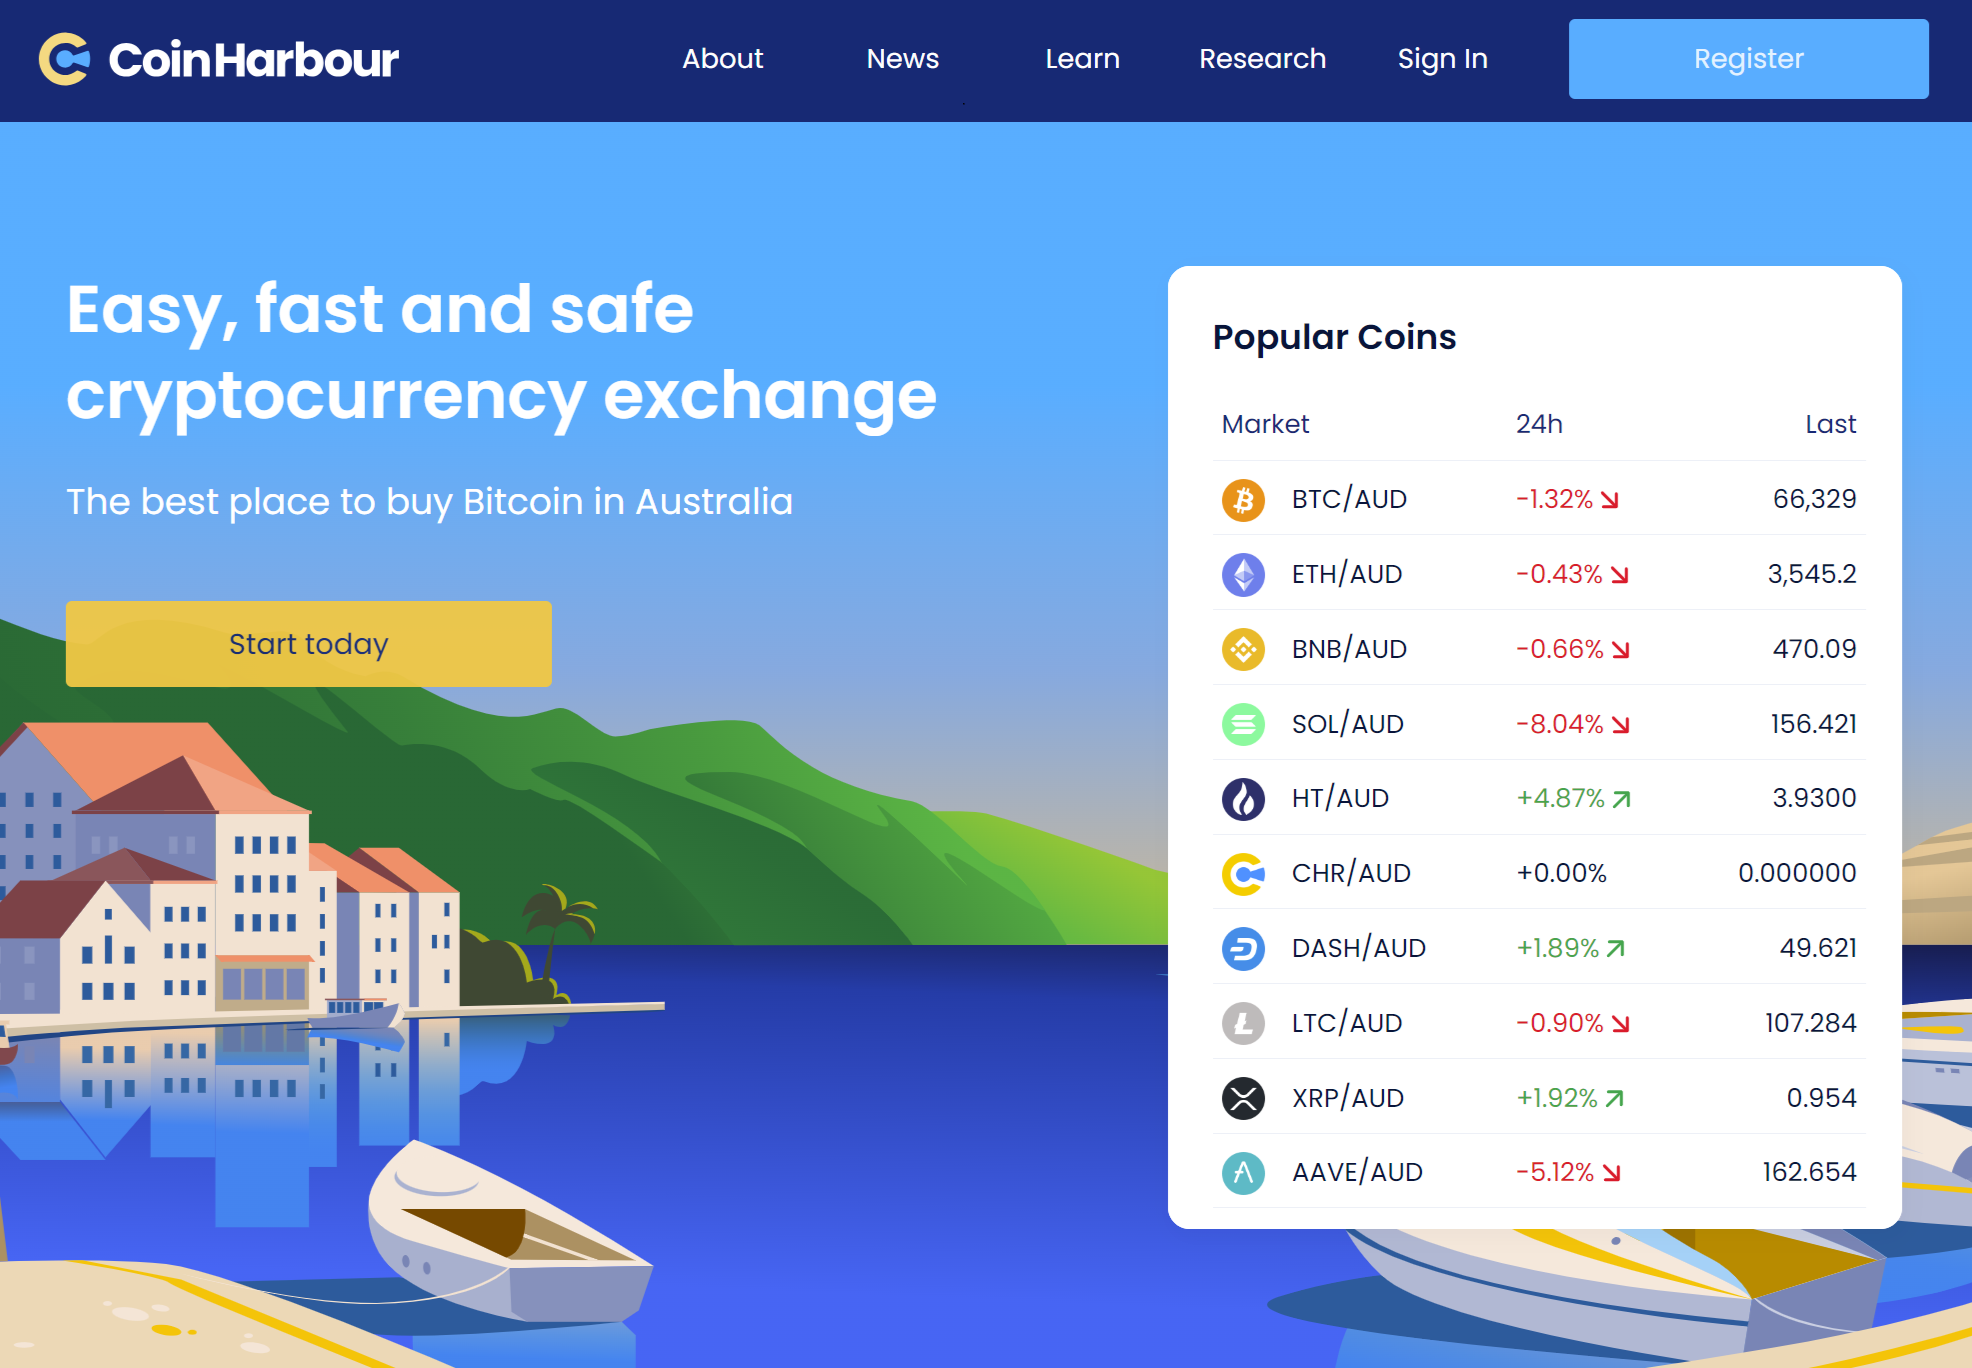 CoinHarbour
About
News
Learn
Research
Sign In
Register
Easy, fast and safe
cryptocurrency exchange
The best place to buy Bitcoin in Australia
Start today
Popular Coins
Market 24h Last
BTC/AUD -1.32% 66,329
ETH/AUD -0.43% 3,545.2
BNB/AUD -0.66% 470.09
SOL/AUD -8.04% 156.421
HT/AUD +4.87% 3.9300
CHR/AUD +0.00% 0.000000
DASH/AUD +1.89% 49.621
LTC/AUD -0.90% 107.284
XRP/AUD +1.92% 0.954
AAVE/AUD -5.12% 162.654